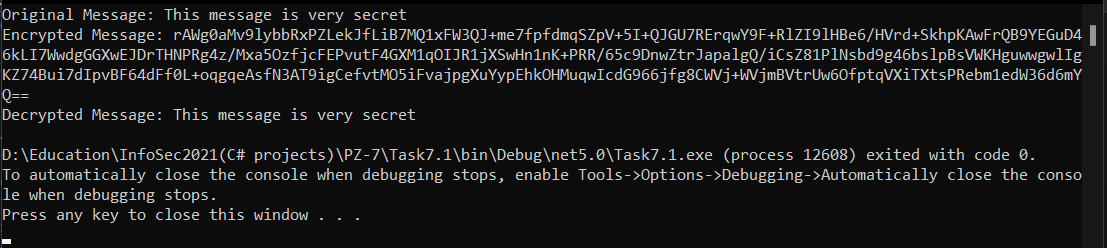 Original Message: This message is very secret
Encrypted Message: rAWg0aMv9lybbRxPZLekJfLiB7MQ1xFW3QJ+me7fpfdmqSZpV+5I+QJGU7RErqwY9F+RlZI9lHBe6/HVrd+SkhpKAwFrQB9YEGuD4
6kLI7WwdgGGXwEJDrTHNPRg4z/Mxa5OzfjcFEPvutF4GXM1qOIJR1jXSwHn1nK+PRR/65c9DnwZtrJapalgQ/iCsZ81PlNsbd9g46bslpBsVWKHguwwgwlIg
KZ74Bui7dIpvBF64dFf0L+oqgqeAsfN3AT9igCefvtMO5iFvajpgXuYypEhkOHMuqwIcdG966jfg8CWVj+WVjmBVtrUw6OfptqVXiTXtsPRebm1edW36d6mY
Q==
Decrypted Message: This message is very secret
D:\Education\InfoSec2021(C# projects)\PZ-7\Task7.1\bin\Debug\net5.0\Task7.1.exe (process 12608) exited with code 0.
To automatically close the console when debugging stops, enable Tools->Options->Debugging->Automatically close the conso
le when debugging stops.
Press any key to close this window . . .